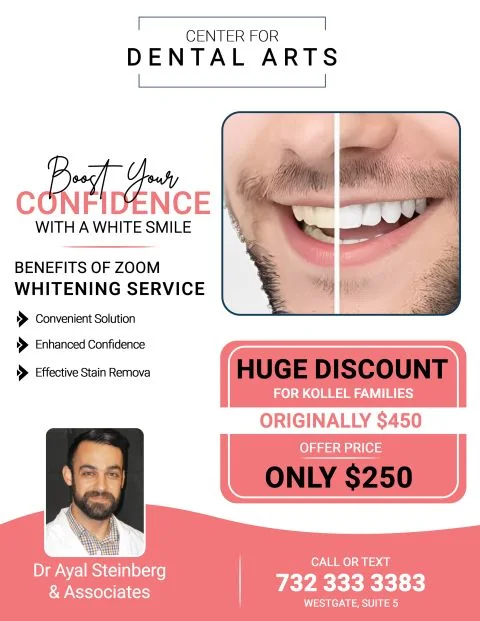 CENTER FOR
DENTAL ARTS
Boost Your
CONFIDENCE
WITH A WHITE SMILE
BENEFITS OF ZOOM
WHITENING SERVICE
Convenient Solution
Enhanced Confidence
Effective Stain Remova
HUGE DISCOUNT
FOR KOLLEL FAMILIES
ORIGINALLY $450
OFFER PRICE
ONLY $250
Dr Ayal Steinberg
& Associates
CALL OR TEXT
732 333 3383
WESTGATE, SUITE 5